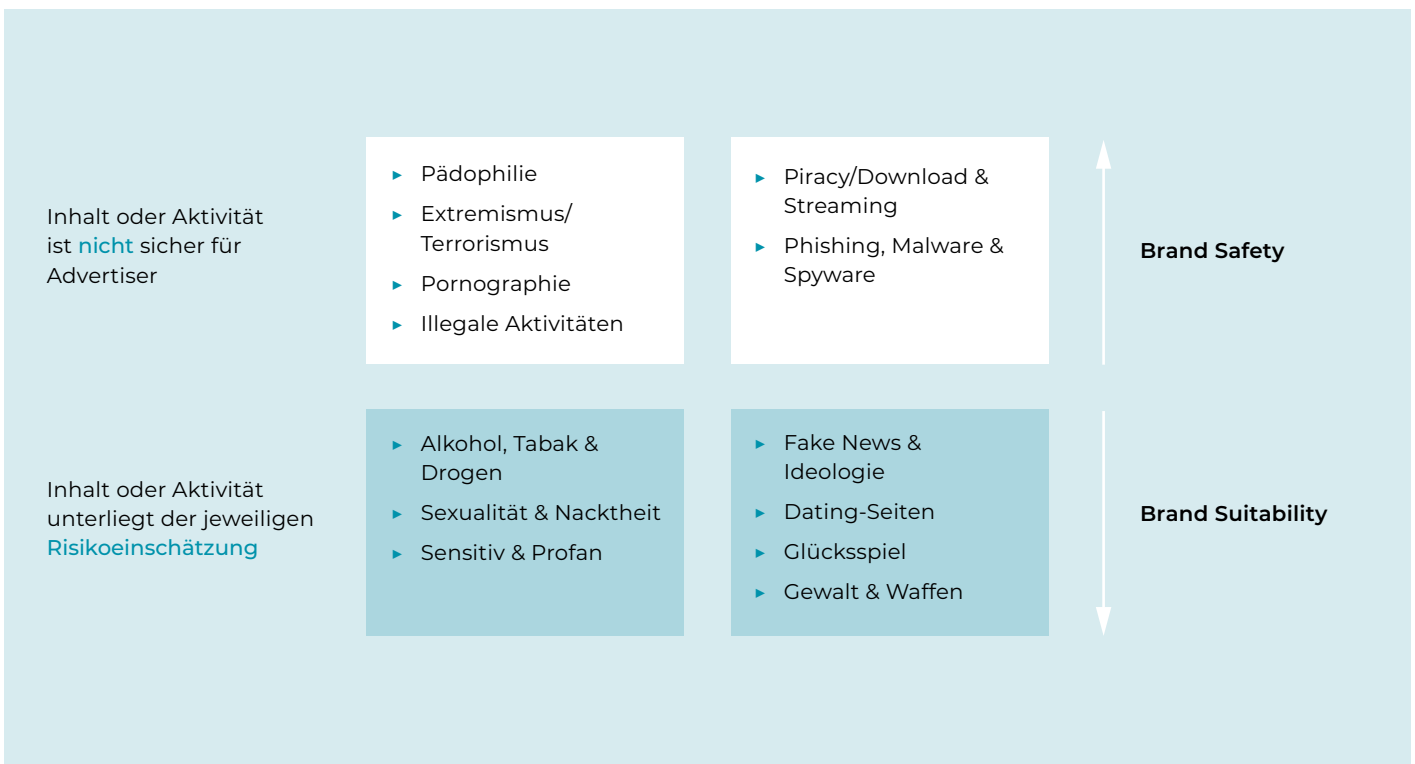 Inhalt oder Aktivität
ist nicht sicher für
Advertiser
► Pädophilie
► Extremismus/
Terrorismus
► Pornographie
► Illegale Aktivitäten
► Piracy/Download &
Streaming
► Phishing, Malware &
Spyware
Brand Safety
Inhalt oder Aktivität
unterliegt der jeweiligen
Risikoeinschätzung
► Alkohol, Tabak &
Drogen
► Sexualität & Nacktheit
► Sensitiv & Profan
► Fake News &
Ideologie
► Dating-Seiten
► Glücksspiel
► Gewalt & Waffen
Brand Suitability